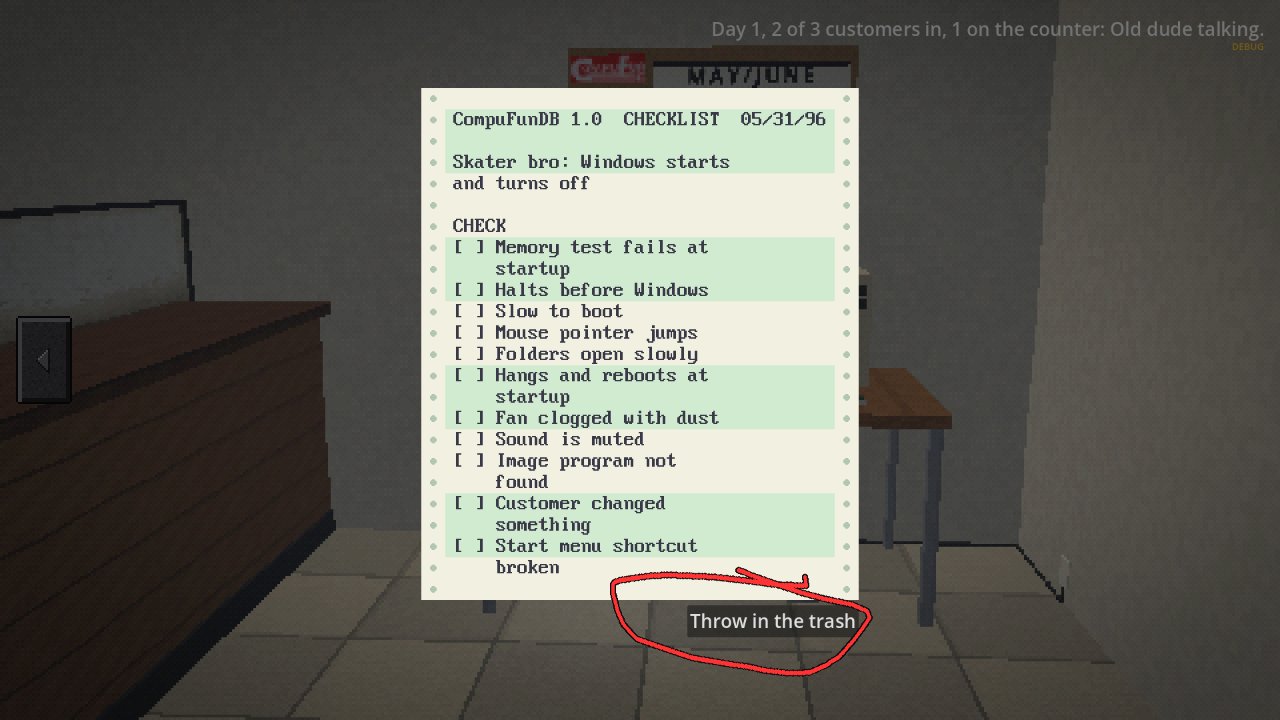 Day 1, 2 of 3 customers in, 1 on the counter: Old dude talking.
DEBUG
MAY/JUNE
CompuFunDB 1.0  CHECKLIST  05/31/96
Skater bro: Windows starts
and turns off
CHECK
[ ] Memory test fails at
startup
[ ] Halts before Windows
[ ] Slow to boot
[ ] Mouse pointer jumps
[ ] Folders open slowly
[ ] Hangs and reboots at
startup
[ ] Fan clogged with dust
[ ] Sound is muted
[ ] Image program not
found
[ ] Customer changed
something
[ ] Start menu shortcut
broken
Throw in the trash